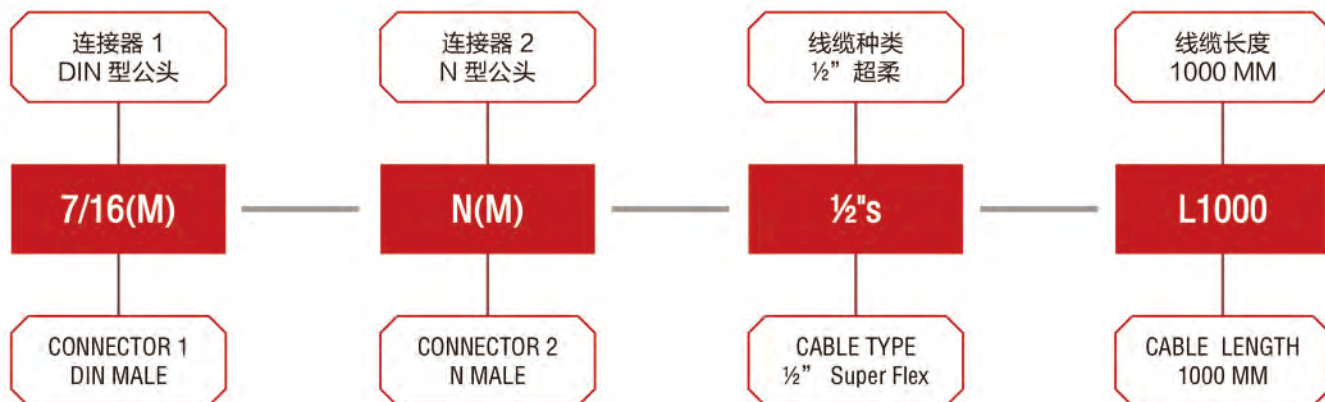 连接器 1
DIN 型公头
连接器 2
N 型公头
线缆种类
½” 超柔
线缆长度
1000 MM
7/16(M)
N(M)
½"s
L1000
CONNECTOR 1
DIN MALE
CONNECTOR 2
N MALE
CABLE TYPE
½” Super Flex
CABLE LENGTH
1000 MM